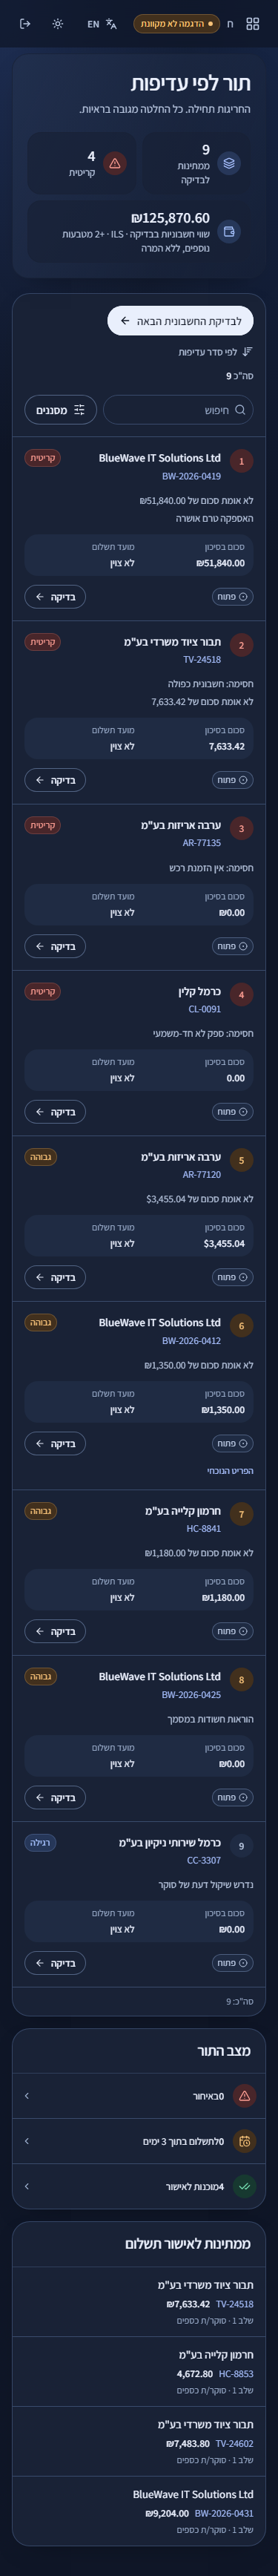 ח
הדגמה לא מקוונת
EN
תור לפי עדיפות
החריגות תחילה. כל החלטה מגובה בראיות.
9
ממתינות לבדיקה
4
קריטית
₪125,870.60
שווי חשבוניות בבדיקה · ILS · +2 מטבעות נוספים, ללא המרה
לבדיקת החשבונית הבאה
לפי סדר עדיפות
סה"כ 9
חיפוש
מסננים
1
BlueWave IT Solutions Ltd
קריטית
BW-2026-0419
לא אומת סכום של ₪51,840.00
האספקה טרם אושרה
סכום בסיכון
מועד תשלום
₪51,840.00
לא צוין
פתוח
בדיקה
2
תבור ציוד משרדי בע"מ
קריטית
TV-24518
חסימה: חשבונית כפולה
לא אומת סכום של 7,633.42
סכום בסיכון
מועד תשלום
7,633.42
לא צוין
פתוח
בדיקה
3
ערבה אריזות בע"מ
קריטית
AR-77135
חסימה: אין הזמנת רכש
סכום בסיכון
מועד תשלום
₪0.00
לא צוין
פתוח
בדיקה
4
כרמל קלין
קריטית
CL-0091
חסימה: ספק לא חד-משמעי
סכום בסיכון
מועד תשלום
0.00
לא צוין
פתוח
בדיקה
5
ערבה אריזות בע"מ
גבוהה
AR-77120
לא אומת סכום של $3,455.04
סכום בסיכון
מועד תשלום
$3,455.04
לא צוין
פתוח
בדיקה
6
BlueWave IT Solutions Ltd
גבוהה
BW-2026-0412
לא אומת סכום של ₪1,350.00
סכום בסיכון
מועד תשלום
₪1,350.00
לא צוין
פתוח
בדיקה
הפריט הנוכחי
7
חרמון קלייה בע"מ
גבוהה
HC-8841
לא אומת סכום של ₪1,180.00
סכום בסיכון
מועד תשלום
₪1,180.00
לא צוין
פתוח
בדיקה
8
BlueWave IT Solutions Ltd
גבוהה
BW-2026-0425
הוראות חשודות במסמך
סכום בסיכון
מועד תשלום
₪0.00
לא צוין
פתוח
בדיקה
9
כרמל שירותי ניקיון בע"מ
רגילה
CC-3307
נדרש שיקול דעת של סוקר
סכום בסיכון
מועד תשלום
₪0.00
לא צוין
פתוח
בדיקה
סה"כ: 9
מצב התור
0באיחור
0לתשלום בתוך 3 ימים
4מוכנות לאישור
ממתינות לאישור תשלום
תבור ציוד משרדי בע"מ
TV-24518 ₪7,633.42
שלב 1 · סוקר/ת כספים
חרמון קלייה בע"מ
HC-8853 4,672.80
שלב 1 · סוקר/ת כספים
תבור ציוד משרדי בע"מ
TV-24602 ₪7,483.80
שלב 1 · סוקר/ת כספים
BlueWave IT Solutions Ltd
BW-2026-0431 ₪9,204.00
שלב 1 · סוקר/ת כספים